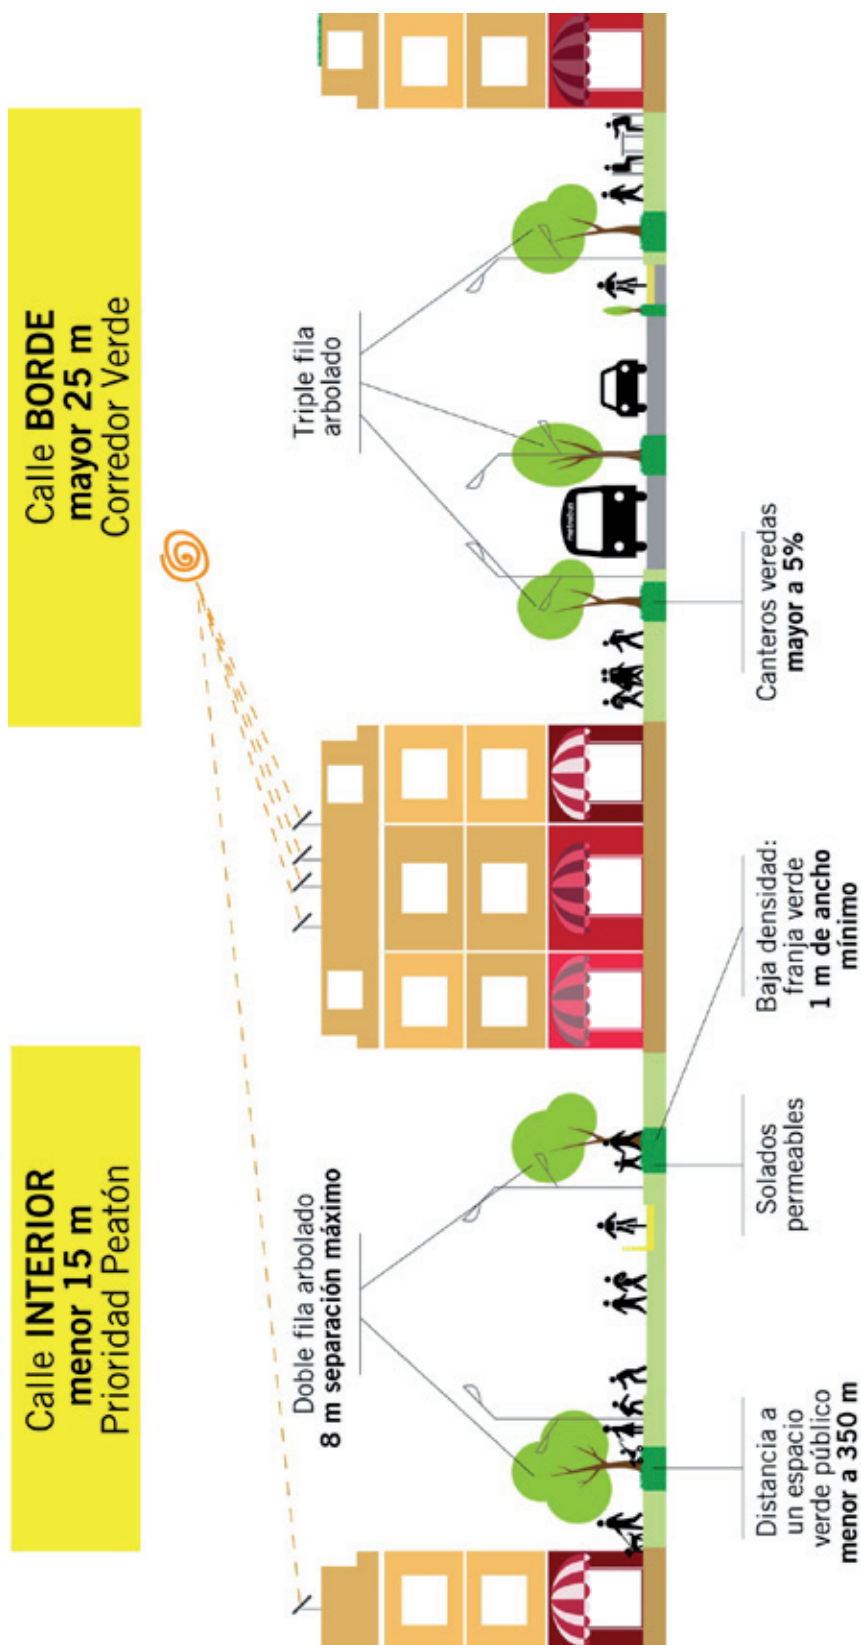 Calle INTERIOR
menor 15 m
Prioridad Peatón
Calle BORDE
mayor 25 m
Corredor Verde
Doble fila arbolado
8 m separación máximo
Triple fila
arbolado
metrobus
Distancia a
un espacio
verde público
menor a 350 m
Solados
permeables
Baja densidad:
franja verde
1 m de ancho
mínimo
Canteros veredas
mayor a 5%